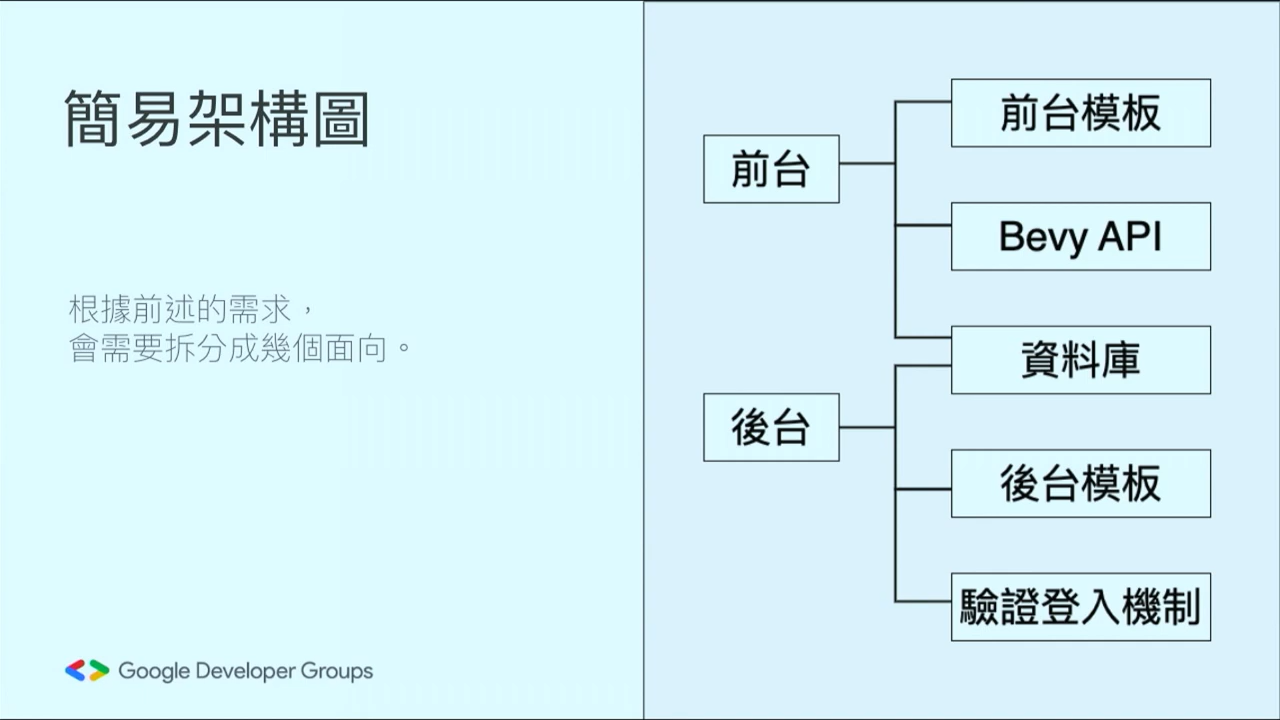 簡易架構圖
根據前述的需求，
會需要拆分成幾個面向。
Google Developer Groups
前台
前台模板
Bevy API
資料庫
後台
後台模板
驗證登入機制